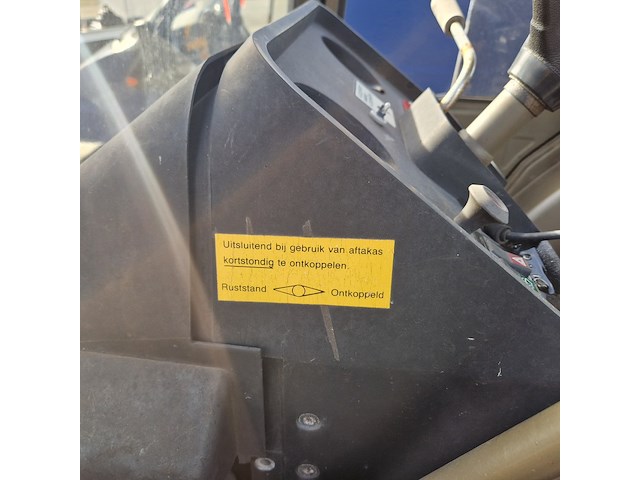 Uitsluitend bij gebruik van aftakas
kortstondig te ontkoppelen.
Ruststand Ontkoppeld